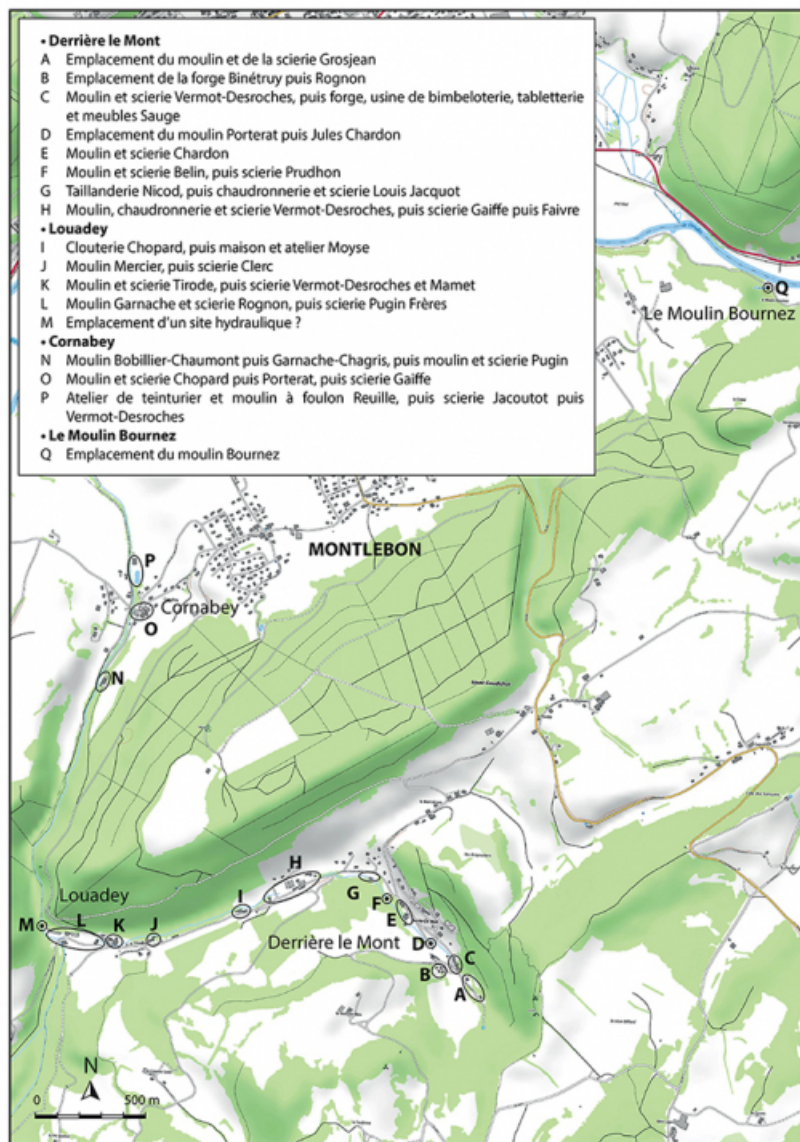 • Derrière le Mont
A Emplacement du moulin et de la scierie Grosjean
B Emplacement de la forge Binétruy puis Rognon
C Moulin et scierie Vermot-Desroches, puis forge, usine de bimbeloterie, tabletterie
et meubles Sauge
D Emplacement du moulin Porterat puis Jules Chardon
E Moulin et scierie Chardon
F Moulin et scierie Belin, puis scierie Prudhon
G Taillanderie Nicod, puis chaudronnerie et scierie Louis Jacquot
H Moulin, chaudronnerie et scierie Vermot-Desroches, puis scierie Gaiffe puis Faivre
• Louadey
I Clouterie Chopard, puis maison et atelier Moyse
J Moulin Mercier, puis scierie Clerc
K Moulin et scierie Tirode, puis scierie Vermot-Desroches et Mamet
L Moulin Garnache et scierie Rognon, puis scierie Pugin Frères
M Emplacement d'un site hydraulique ?
• Cornabey
N Moulin Bobillier-Chaumont puis Garnache-Chagris, puis moulin et scierie Pugin
O Moulin et scierie Chopard puis Porterat, puis scierie Gaiffe
P Atelier de teinturier et moulin à foulon Reuille, puis scierie Jacoutot puis
Vermot-Desroches
• Le Moulin Bournez
Q Emplacement du moulin Bournez
Q
Le Moulin Bournez
MONTLEBON
P
Cornabey
O
N
H
Louadey
G
I
F
L
E
M
K
J
Derrière le Mont
D
C
B
A
N
0
500 m